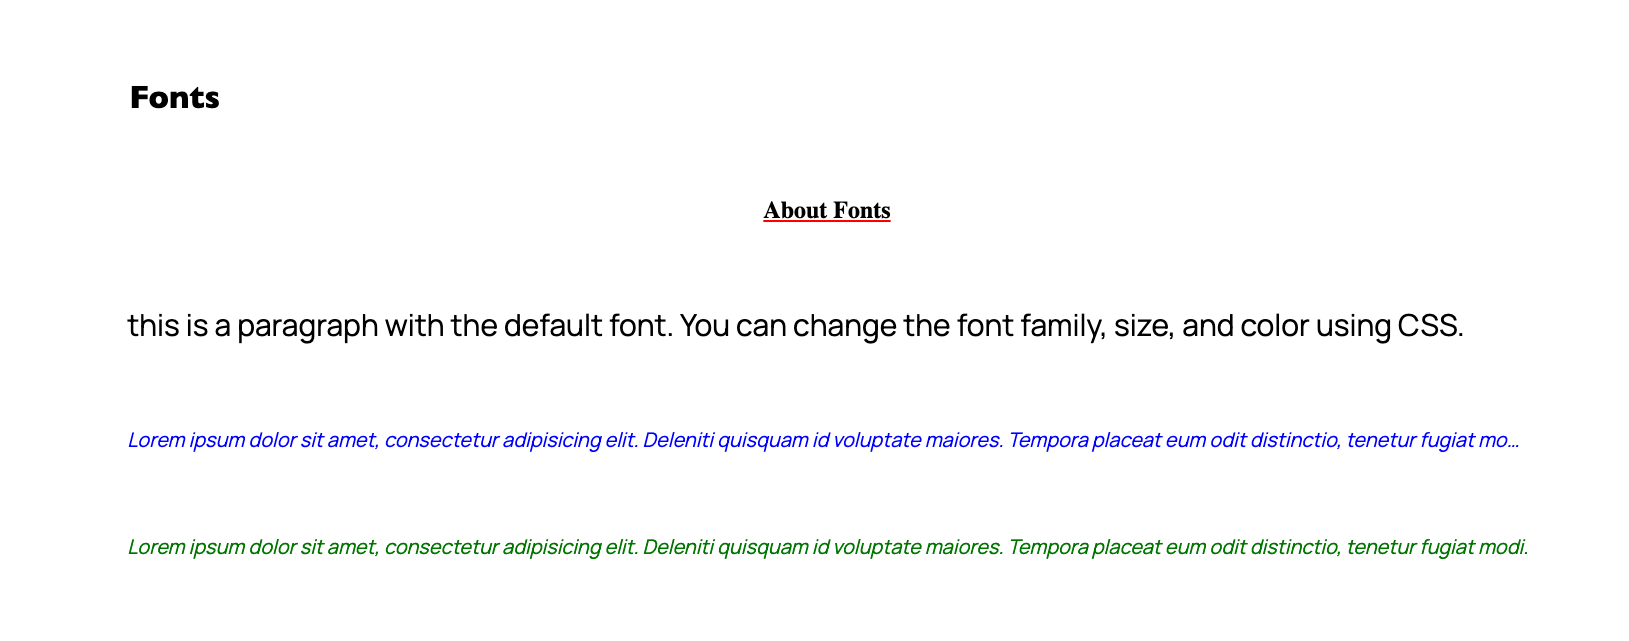 Fonts
About Fonts
this is a paragraph with the default font. You can change the font family, size, and color using CSS.
Lorem ipsum dolor sit amet, consectetur adipisicing elit. Deleniti quisquam id voluptate maiores. Tempora placeat eum odit distinctio, tenetur fugiat mo…
Lorem ipsum dolor sit amet, consectetur adipisicing elit. Deleniti quisquam id voluptate maiores. Tempora placeat eum odit distinctio, tenetur fugiat modi.